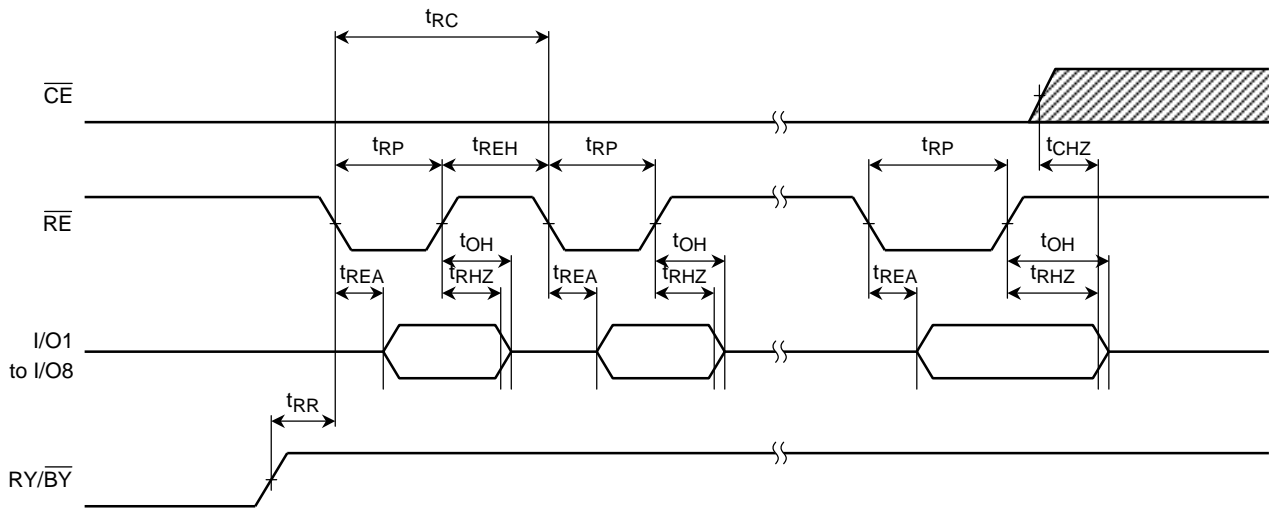 tRC
CE
tRP tREH tRP tRP tCHZ
RE
tOH tOH tOH
tREA tRHZ tREA tRHZ tREA tRHZ
I/O1
to I/O8
tRR
RY/BY